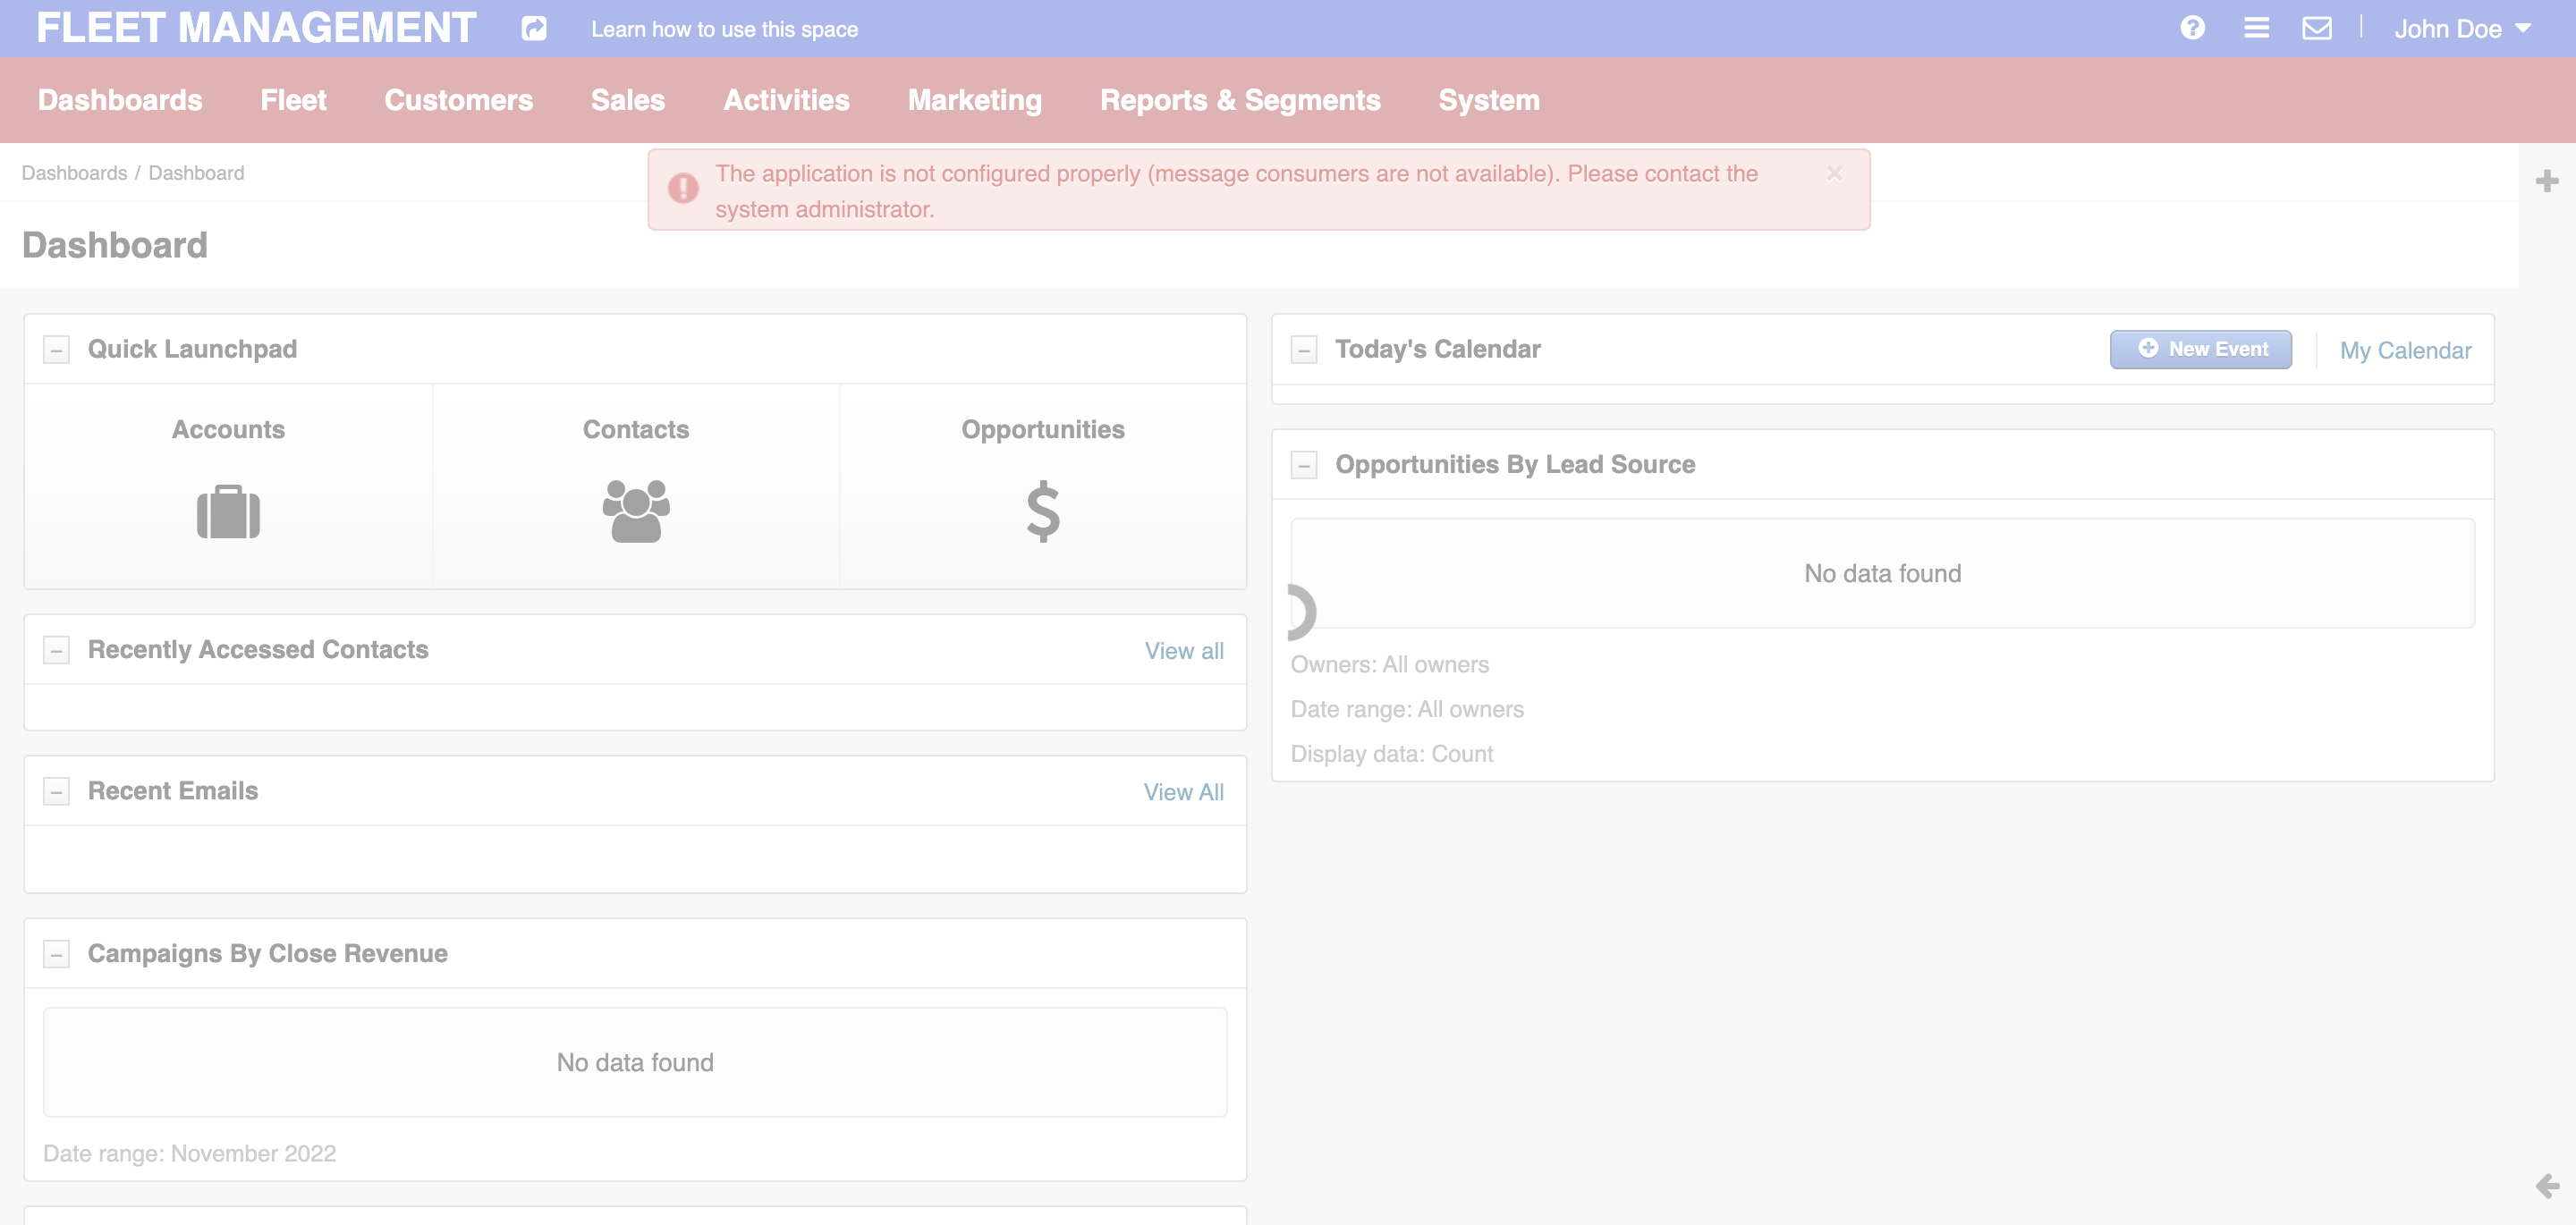 FLEET MANAGEMENT
Learn how to use this space
John Doe
Dashboards
Fleet
Customers
Sales
Activities
Marketing
Reports & Segments
System
Dashboards / Dashboard
The application is not configured properly (message consumers are not available). Please contact the
system administrator.
Dashboard
Quick Launchpad
Accounts
Contacts
Opportunities
Recently Accessed Contacts
View all
Recent Emails
View All
Campaigns By Close Revenue
No data found
Date range: November 2022
Today's Calendar
New Event
My Calendar
Opportunities By Lead Source
No data found
Owners: All owners
Date range: All owners
Display data: Count